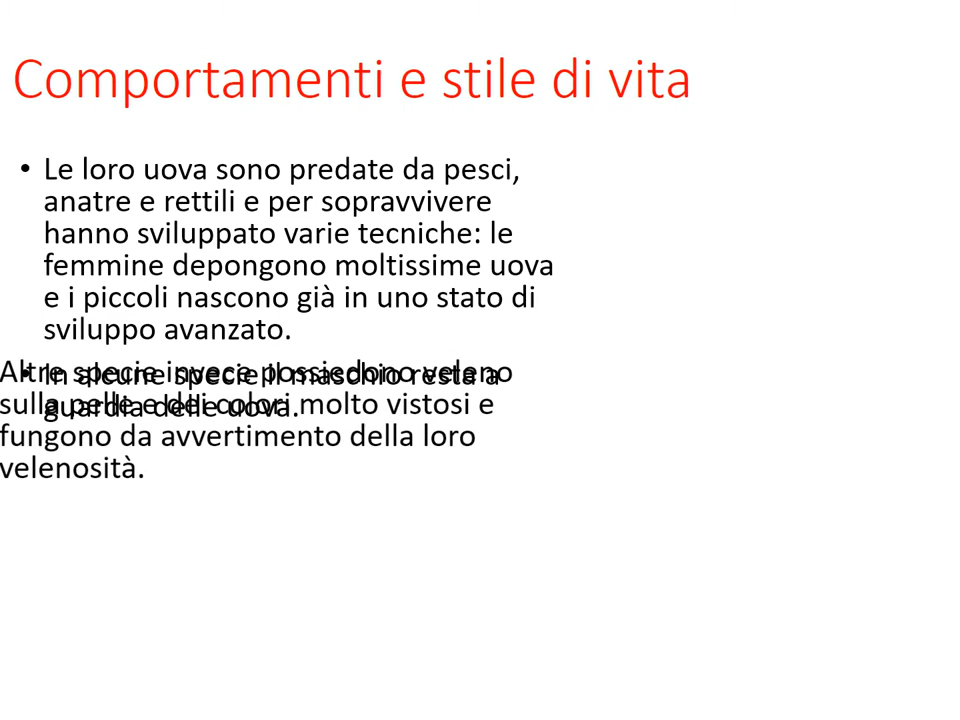 Comportamenti e stile di vita
• Le loro uova sono predate da pesci,
anatre e rettili e per sopravvivere
hanno sviluppato varie tecniche: le
femmine depongono moltissime uova
e i piccoli nascono già in uno stato di
sviluppo avanzato.
• In alcune specie il maschio resta a
guardia delle uova.
Altre specie invece possiedono veleno
sulla pelle e dei colori molto vistosi e
fungono da avvertimento della loro
velenosità.